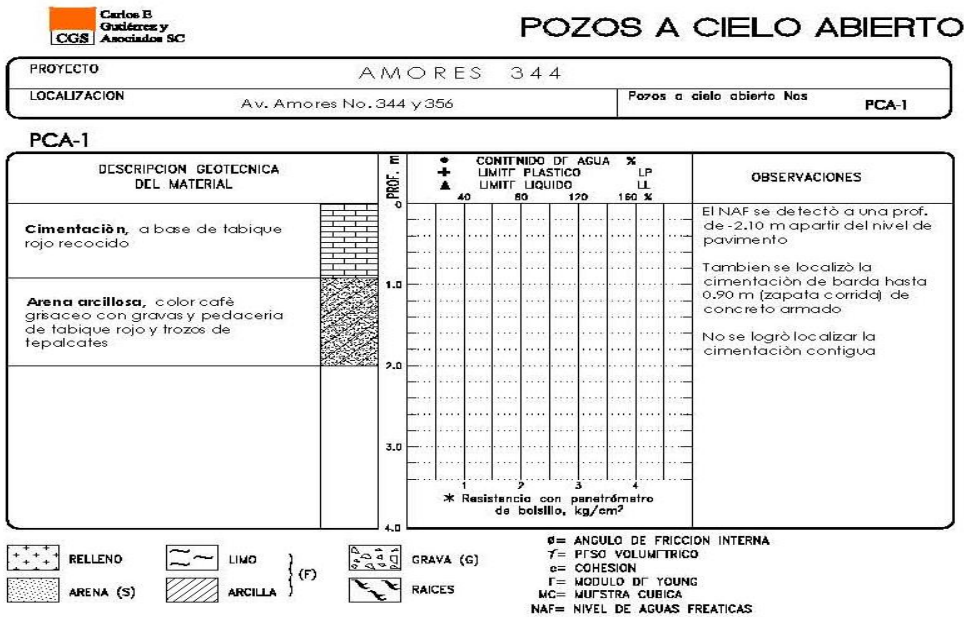 Carlos E
Gutiérrez y
CGS Asociados SC
POZOS A CIELO ABIERTO
PROYECTO
AMORES 344
LOCALIZACION
Av. Amores No. 344 y 356
Pozos a cielo abierto Nos
PCA-1
PCA-1
DESCRIPCION GEOTECNICA
DEL MATERIAL
PROF. m
CONTENIDO DE AGUA %
LIMITE PLASTICO LP
LIMITE LIQUIDO LL
40 80 120 160 %
OBSERVACIONES
0
Cimentaciòn, a base de tabique
rojo recocido
1.0
Arena arcillosa, color cafè
grisaceo con gravas y pedaceria
de tabique rojo y trozos de
tepalcates
2.0
3.0
4.0
1 2 3 4
* Resistencia con penetrómetro
de bolsillo, kg/cm²
El NAF se detectò a una prof.
de -2.10 m apartir del nivel de
pavimento
Tambien se localizò la
cimentaciòn de barda hasta
0.90 m (zapata corrida) de
concreto armado
No se logrò localizar la
cimentaciòn contigua
RELLENO
LIMO
(F)
GRAVA (G)
ARENA (S)
ARCILLA
RAICES
Ø= ANGULO DE FRICCION INTERNA
γ= PESO VOLUMETRICO
c= COHESION
E= MODULO DE YOUNG
MC= MUESTRA CUBICA
NAF= NIVEL DE AGUAS FREATICAS